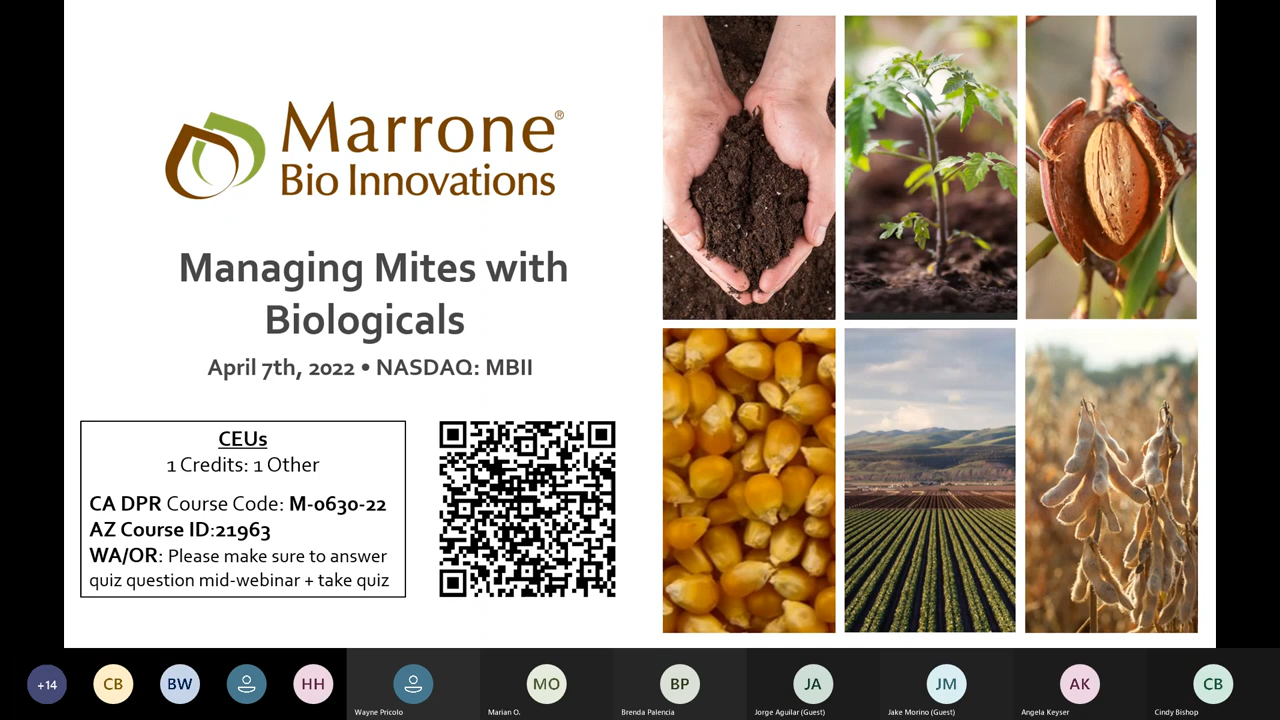 Marrone®
Bio Innovations
Managing Mites with
Biologicals
April 7th, 2022 • NASDAQ: MBII
CEUs
1 Credits: 1 Other
CA DPR Course Code: M-0630-22
AZ Course ID:21963
WA/OR: Please make sure to answer
quiz question mid-webinar + take quiz
+14
CB
BW
HH
Wayne Pricolo
MO
Marian O.
BP
Brenda Palencia
JA
Jorge Aguilar (Guest)
JM
Jake Morino (Guest)
AK
Angela Keyser
CB
Cindy Bishop